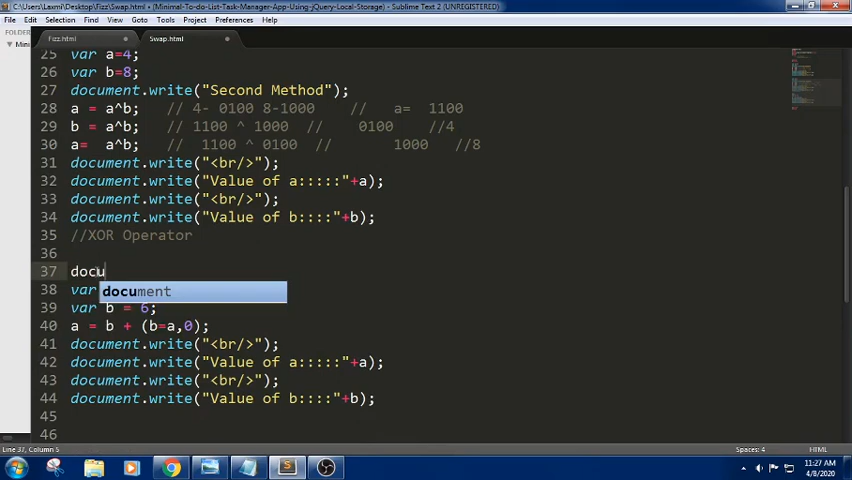 C:\Users\Laxmi\Desktop\Fizz\Swap.html • (Minimal-To-do-List-Task-Manager-App-Using-jQuery-Local-Storage) - Sublime Text 2 (UNREGISTERED)
File Edit Selection Find View Goto Tools Project Preferences Help
FOLDER Fizz.html Swap.html
Mini
25 var a=4;
26 var b=8;
27 document.write("Second Method");
28 a = a^b; // 4- 0100 8-1000 // a= 1100
29 b = a^b; // 1100 ^ 1000 // 0100 //4
30 a= a^b; // 1100 ^ 0100 // 1000 //8
31 document.write("<br/>");
32 document.write("Value of a:::::"+a);
33 document.write("<br/>");
34 document.write("Value of b::::"+b);
35 //XOR Operator
36
37 docu
38 var document
39 var b = 6;
40 a = b + (b=a,0);
41 document.write("<br/>");
42 document.write("Value of a:::::"+a);
43 document.write("<br/>");
44 document.write("Value of b::::"+b);
45
46
Line 37, Column 5 Spaces: 4 HTML
11:27 AM
4/8/2020